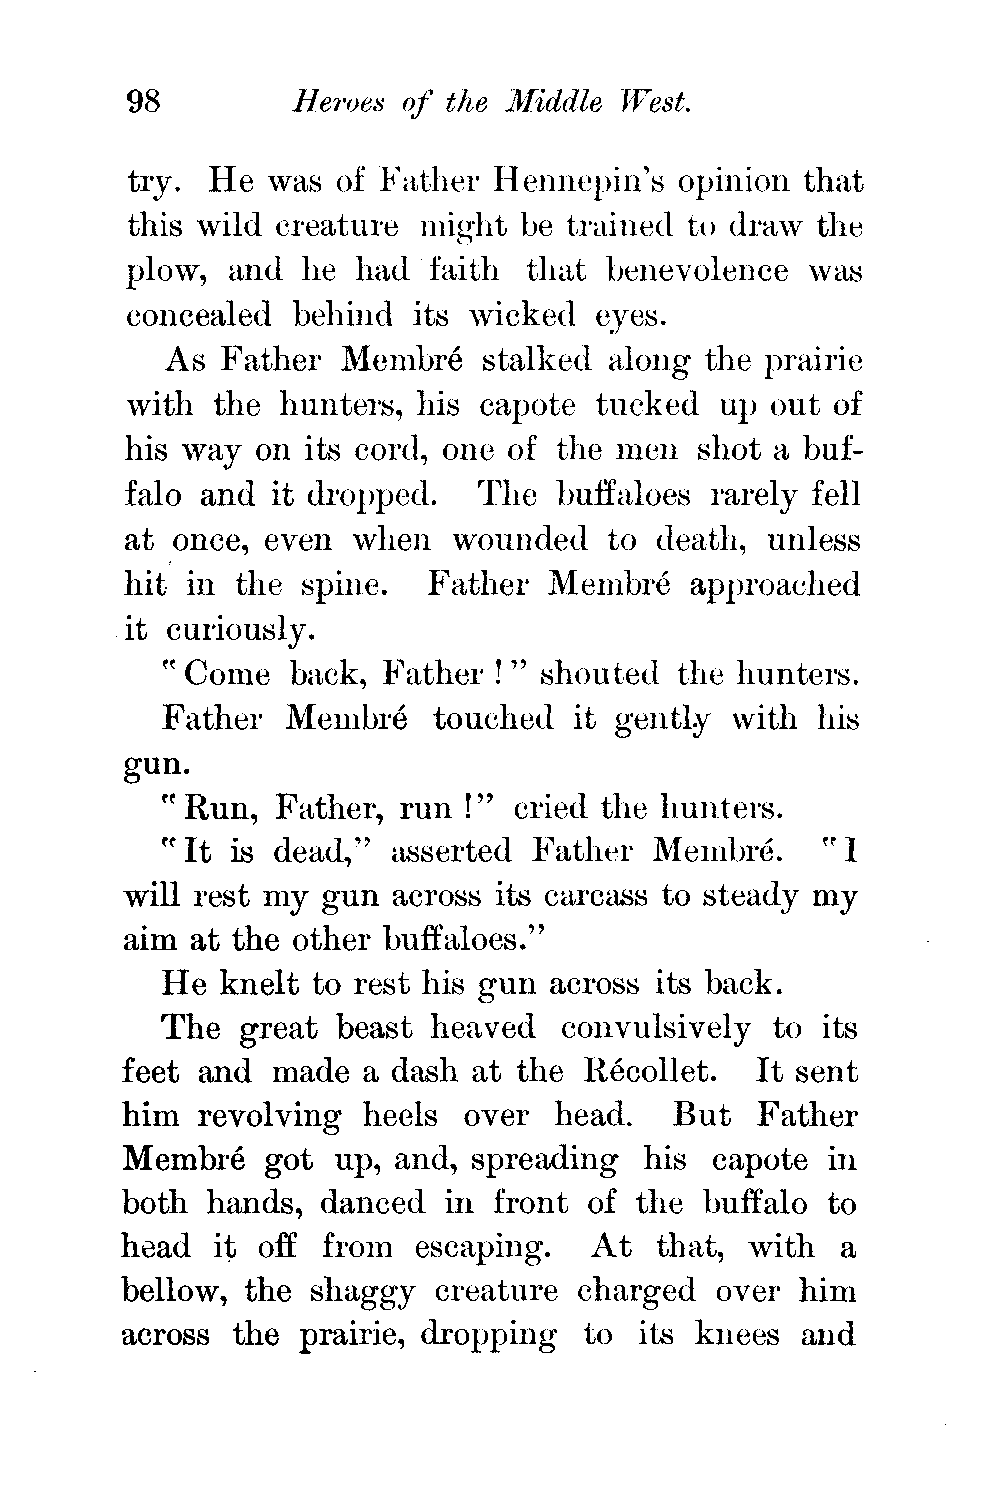 98 Heroes of the Middle West.
try. He was of Father Hennepin's opinion that
this wild creature might be trained to draw the
plow, and he had faith that benevolence was
concealed behind its wicked eyes.
As Father Membré stalked along the prairie
with the hunters, his capote tucked up out of
his way on its cord, one of the men shot a buf-
falo and it dropped. The buffaloes rarely fell
at once, even when wounded to death, unless
hit in the spine. Father Membré approached
it curiously.
"Come back, Father!" shouted the hunters.
Father Membré touched it gently with his
gun.
"Run, Father, run!" cried the hunters.
"It is dead," asserted Father Membré. "I
will rest my gun across its carcass to steady my
aim at the other buffaloes."
He knelt to rest his gun across its back.
The great beast heaved convulsively to its
feet and made a dash at the Récollet. It sent
him revolving heels over head. But Father
Membré got up, and, spreading his capote in
both hands, danced in front of the buffalo to
head it off from escaping. At that, with a
bellow, the shaggy creature charged over him
across the prairie, dropping to its knees and